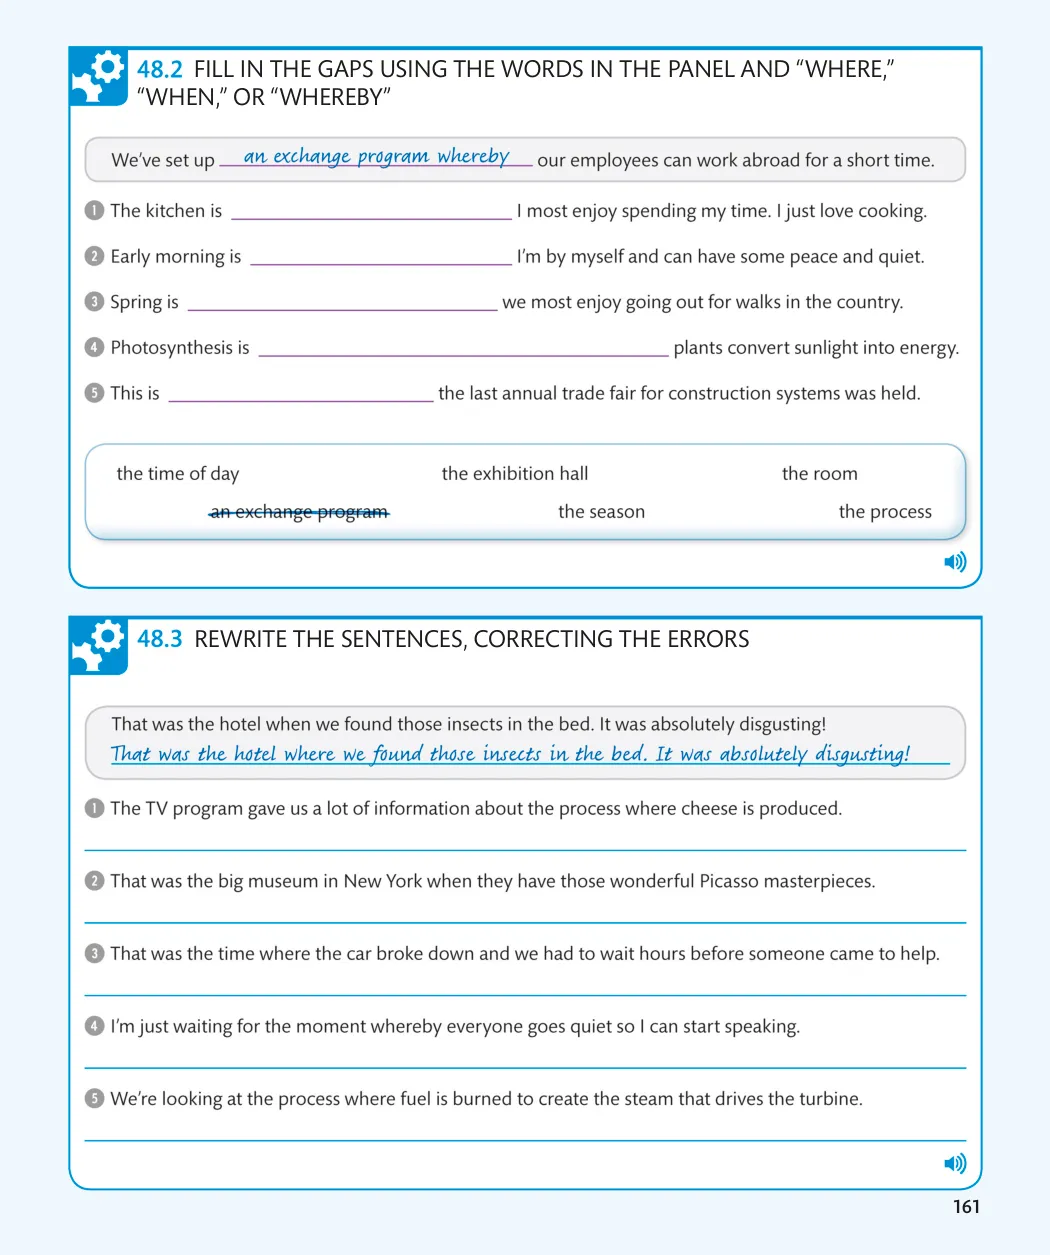 48.2 FILL IN THE GAPS USING THE WORDS IN THE PANEL AND “WHERE,”
“WHEN,” OR “WHEREBY”
We’ve set up an exchange program whereby our employees can work abroad for a short time.
1 The kitchen is ______ I most enjoy spending my time. I just love cooking.
2 Early morning is ______ I’m by myself and can have some peace and quiet.
3 Spring is ______ we most enjoy going out for walks in the country.
4 Photosynthesis is ______ plants convert sunlight into energy.
5 This is ______ the last annual trade fair for construction systems was held.
the time of day the exhibition hall the room
an exchange program the season the process
48.3 REWRITE THE SENTENCES, CORRECTING THE ERRORS
That was the hotel when we found those insects in the bed. It was absolutely disgusting!
That was the hotel where we found those insects in the bed. It was absolutely disgusting!
1 The TV program gave us a lot of information about the process where cheese is produced.
2 That was the big museum in New York when they have those wonderful Picasso masterpieces.
3 That was the time where the car broke down and we had to wait hours before someone came to help.
4 I’m just waiting for the moment whereby everyone goes quiet so I can start speaking.
5 We’re looking at the process where fuel is burned to create the steam that drives the turbine.
161